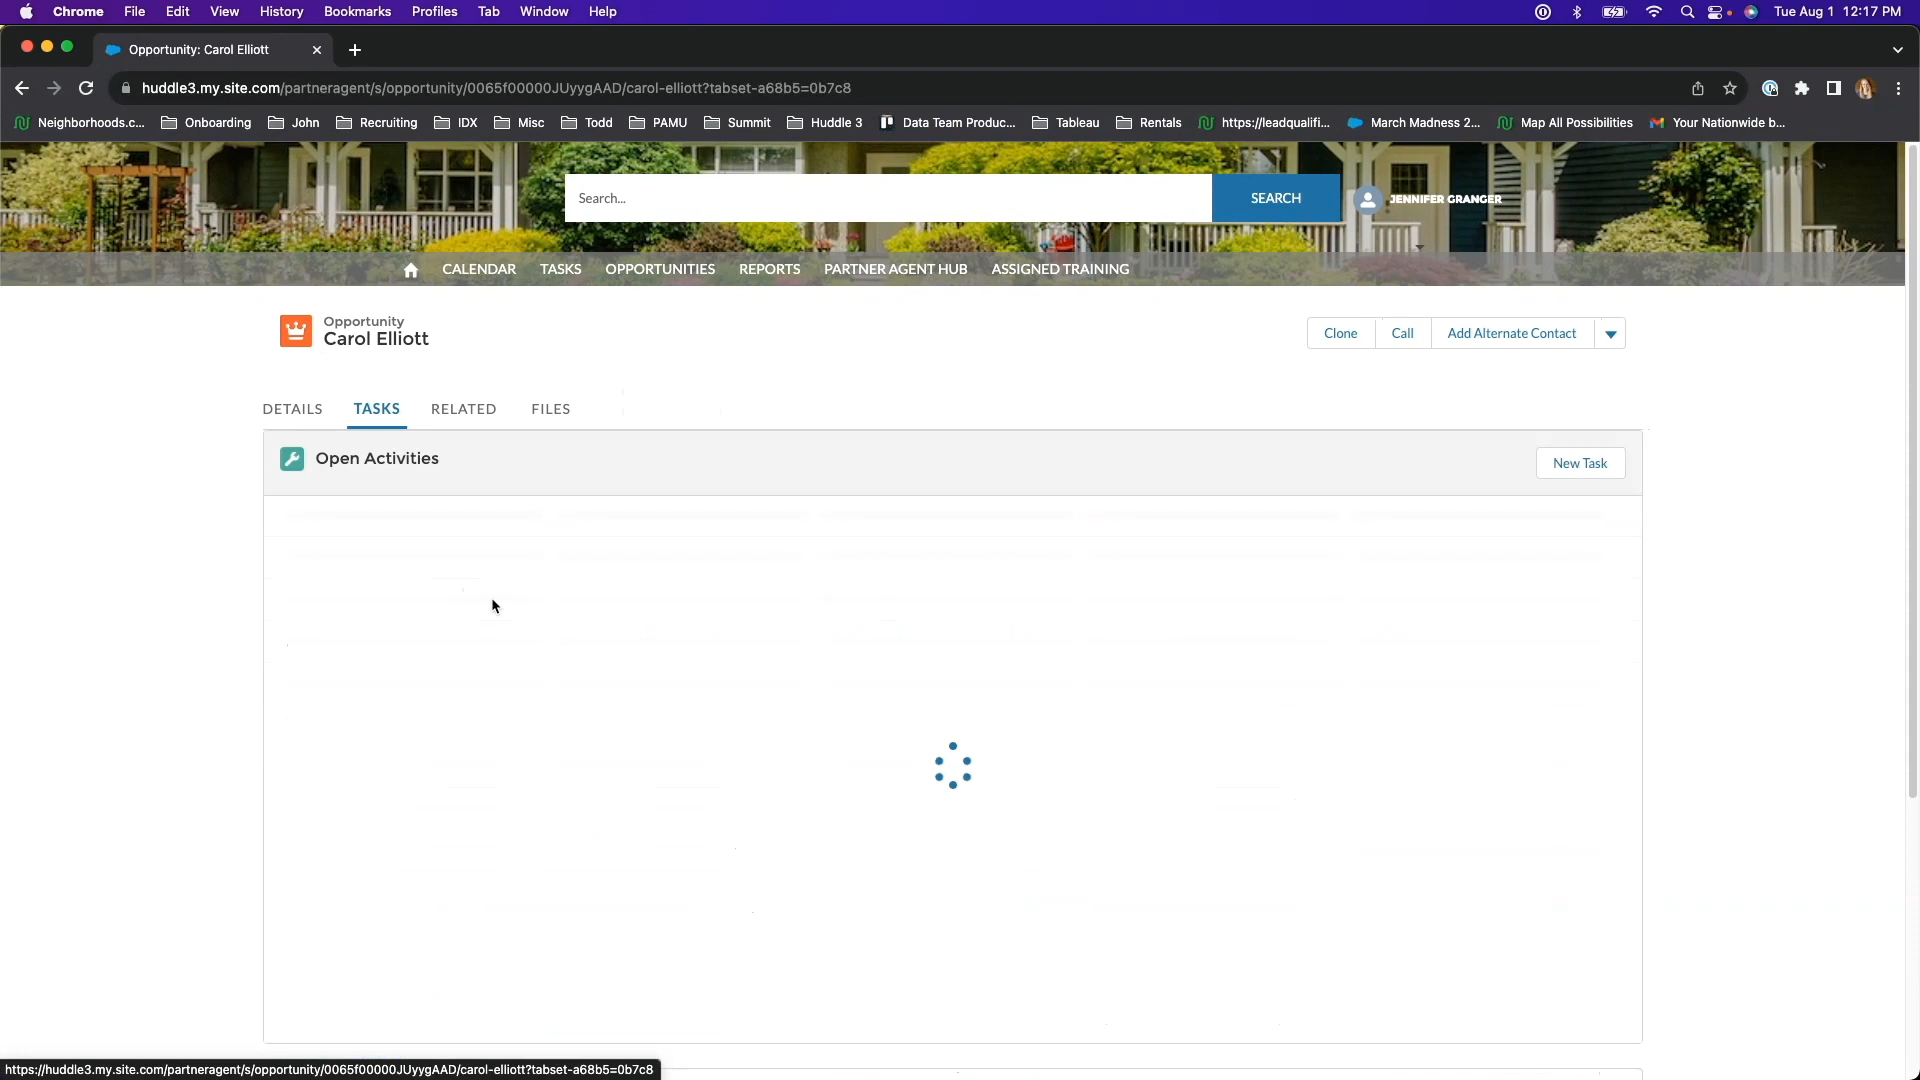 Chrome File Edit View History Bookmarks Profiles Tab Window Help Tue Aug 1 12:17 PM
Opportunity: Carol Elliott
huddle3.my.site.com/partneragent/s/opportunity/0065f00000JUyygAAD/carol-elliott?tabset-a68b5=0b7c8
Neighborhoods.c... Onboarding John Recruiting IDX Misc Todd PAMU Summit Huddle 3 Data Team Produc... Tableau Rentals https://leadqualifi... March Madness 2... Map All Possibilities Your Nationwide b...
Search... SEARCH JENNIFER GRANGER
CALENDAR TASKS OPPORTUNITIES REPORTS PARTNER AGENT HUB ASSIGNED TRAINING
Opportunity
Carol Elliott
Clone Call Add Alternate Contact
DETAILS TASKS RELATED FILES
Open Activities New Task
https://huddle3.my.site.com/partneragent/s/opportunity/0065f00000JUyygAAD/carol-elliott?tabset-a68b5=0b7c8